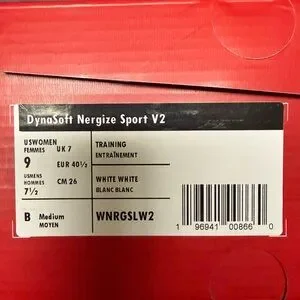 DynaSoft Nergize Sport V2
USWOMEN
FEMMES
9
UK 7
EUR 40½
USMENS
HOMMES
7½
CM 26
TRAINING
ENTRAÎNEMENT
WHITE WHITE
BLANC BLANC
B Medium
MOYEN
WNRGSLW2
1 96941 00866 0